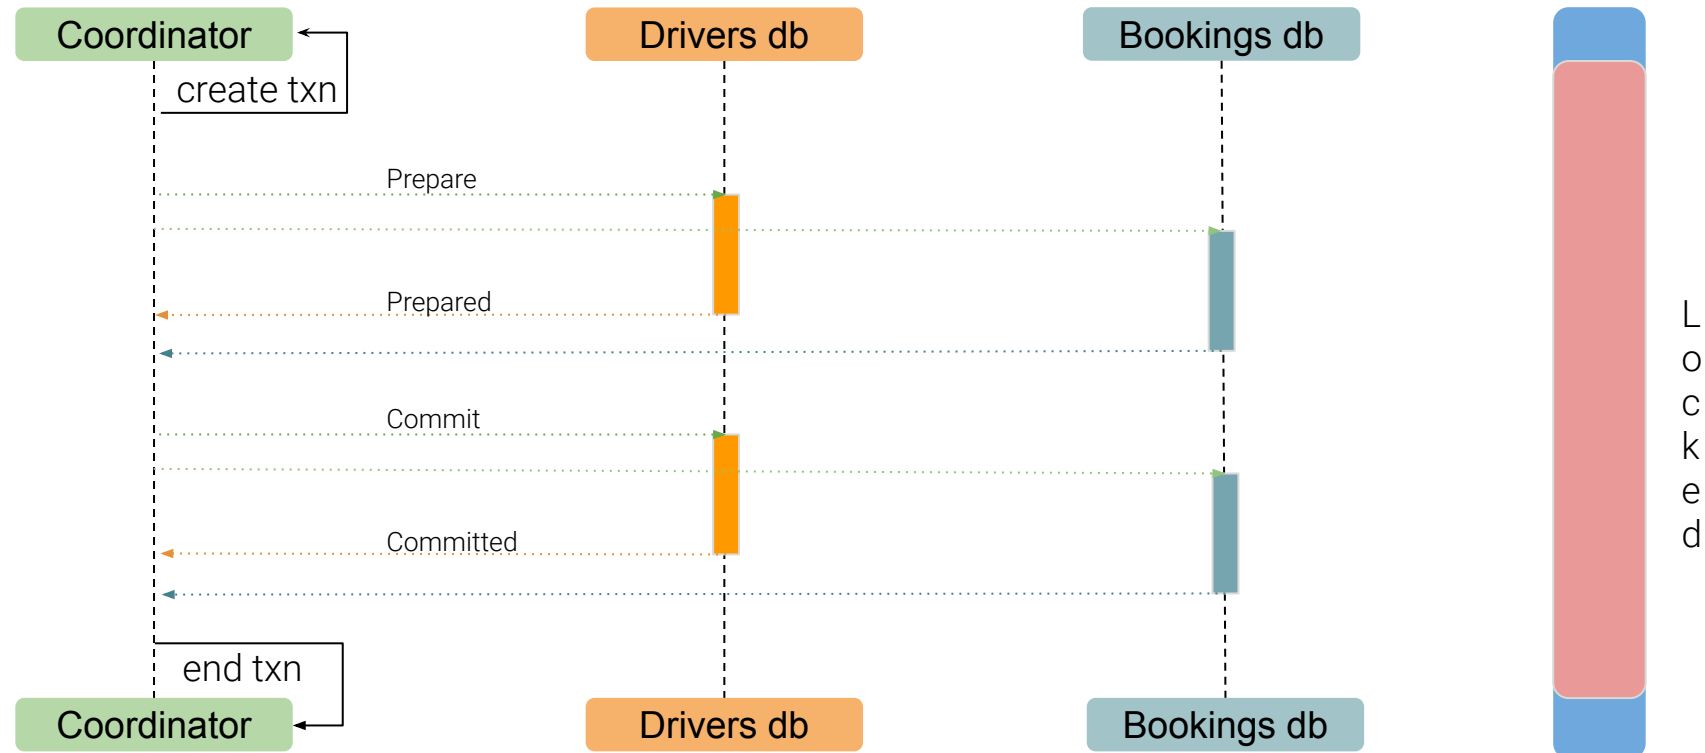 Coordinator
Drivers db
Bookings db
create txn
Prepare
Prepared
Commit
Committed
end txn
Coordinator
Drivers db
Bookings db
L
o
c
k
e
d